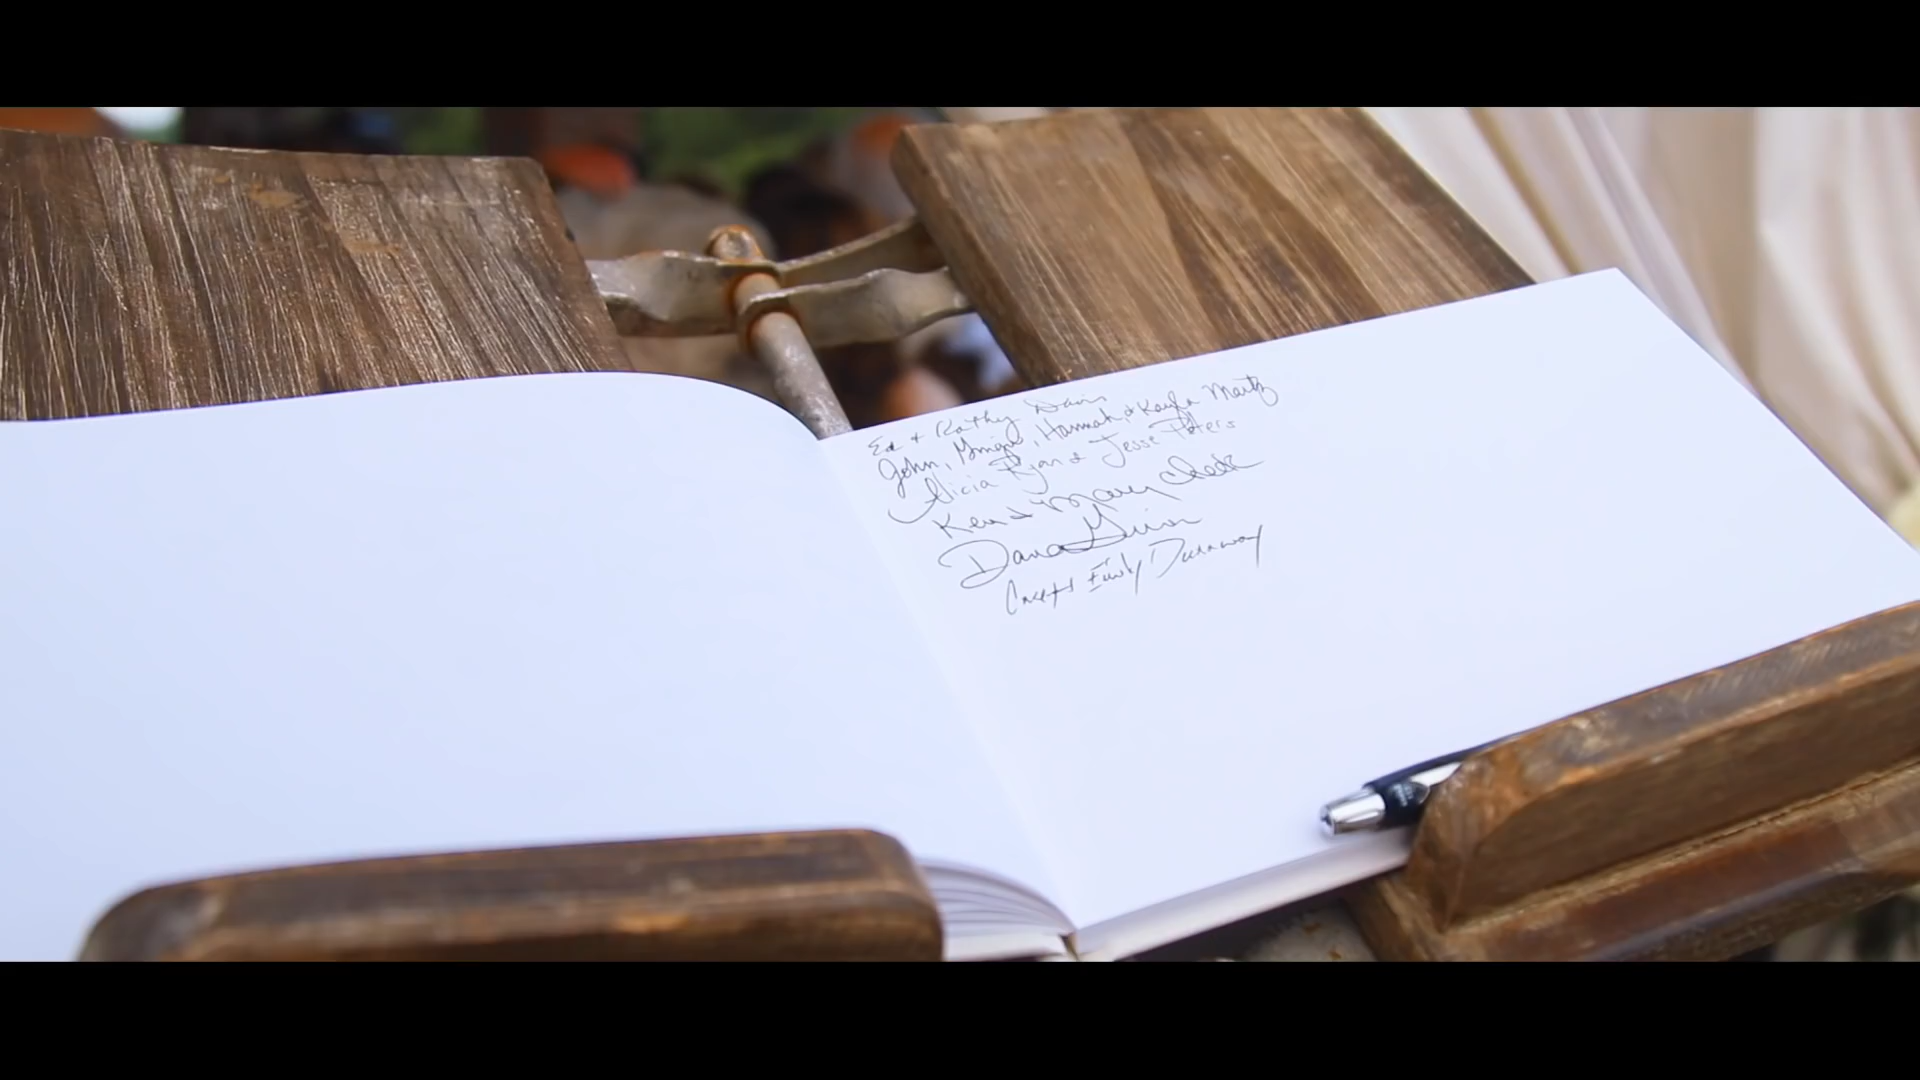 Ed & Kathy Davis
John, Hannah, & Kayla Martz
Alicia Ryan & Jesse Peters
Ken & Mary
Dana
Emily Dunaway